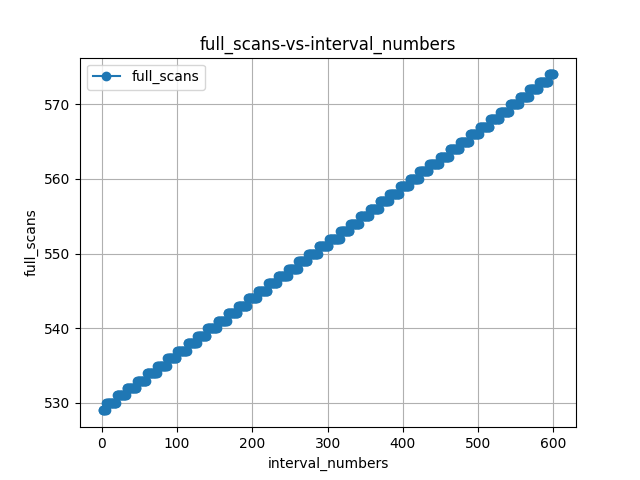 full_scans-vs-interval_numbers
full_scans
570
560
550
540
530
full_scans
0 100 200 300 400 500 600
interval_numbers